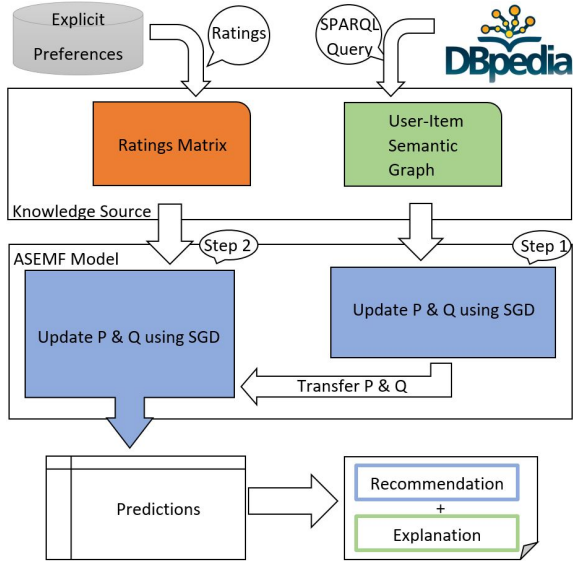 Explicit
Preferences
Ratings
SPARQL
Query
DBpedia
Ratings Matrix
User-Item
Semantic
Graph
Knowledge Source
Step 2
Step 1
ASEMF Model
Update P & Q using SGD
Update P & Q using SGD
Transfer P & Q
Predictions
Recommendation
+
Explanation